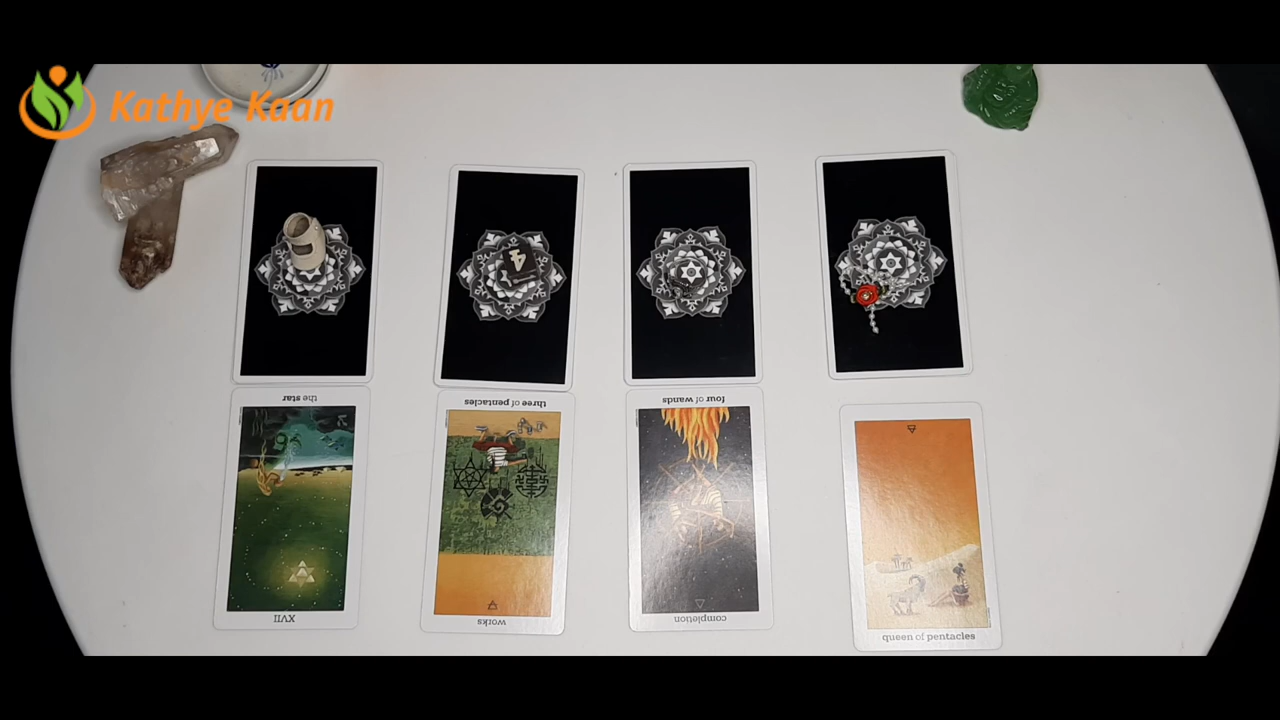 Kathye Kaan
the star
three of pentacles
four of wands
XVII
works
completion
queen of pentacles